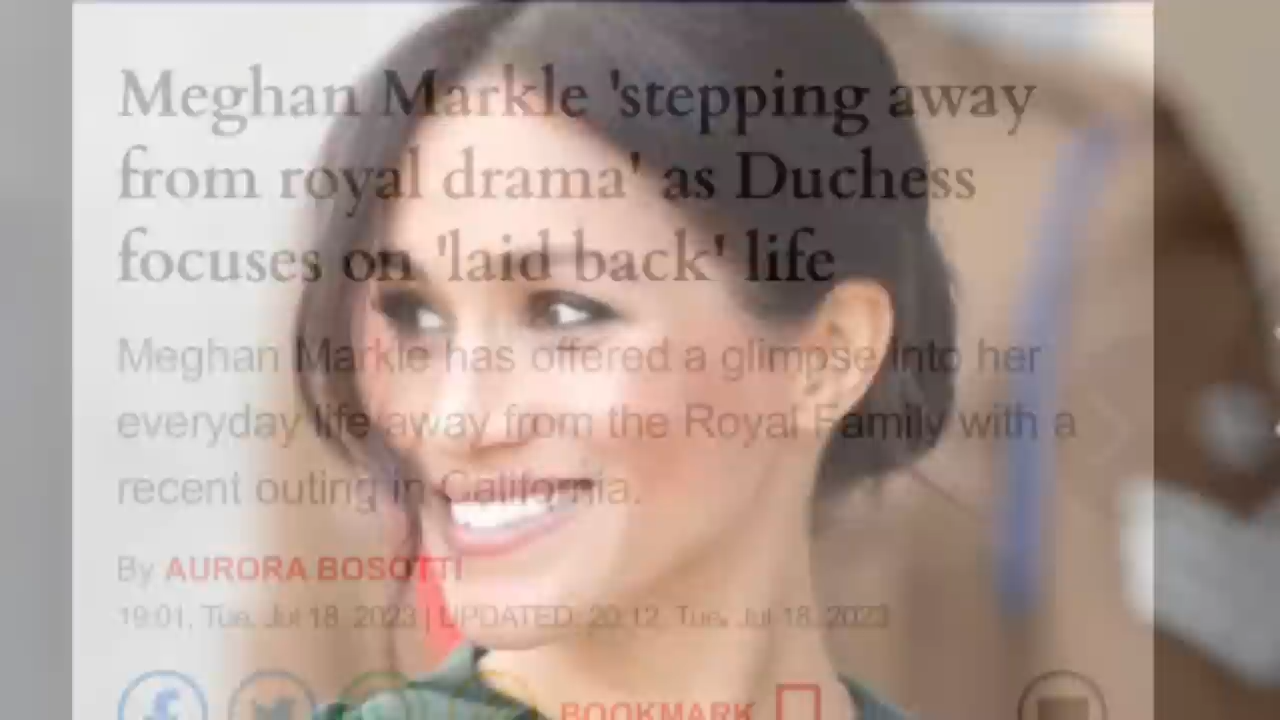 Meghan Markle 'stepping away
from royal drama' as Duchess
focuses on 'laid back' life
Meghan Markle has offered a glimpse into her
everyday life away from the Royal Family with a
recent outing in California.
By AURORA BOSOTTI
19:01, Tue, Jul 18, 2023 | UPDATED: 20:12, Tue, Jul 18, 2023
BOOKMARK